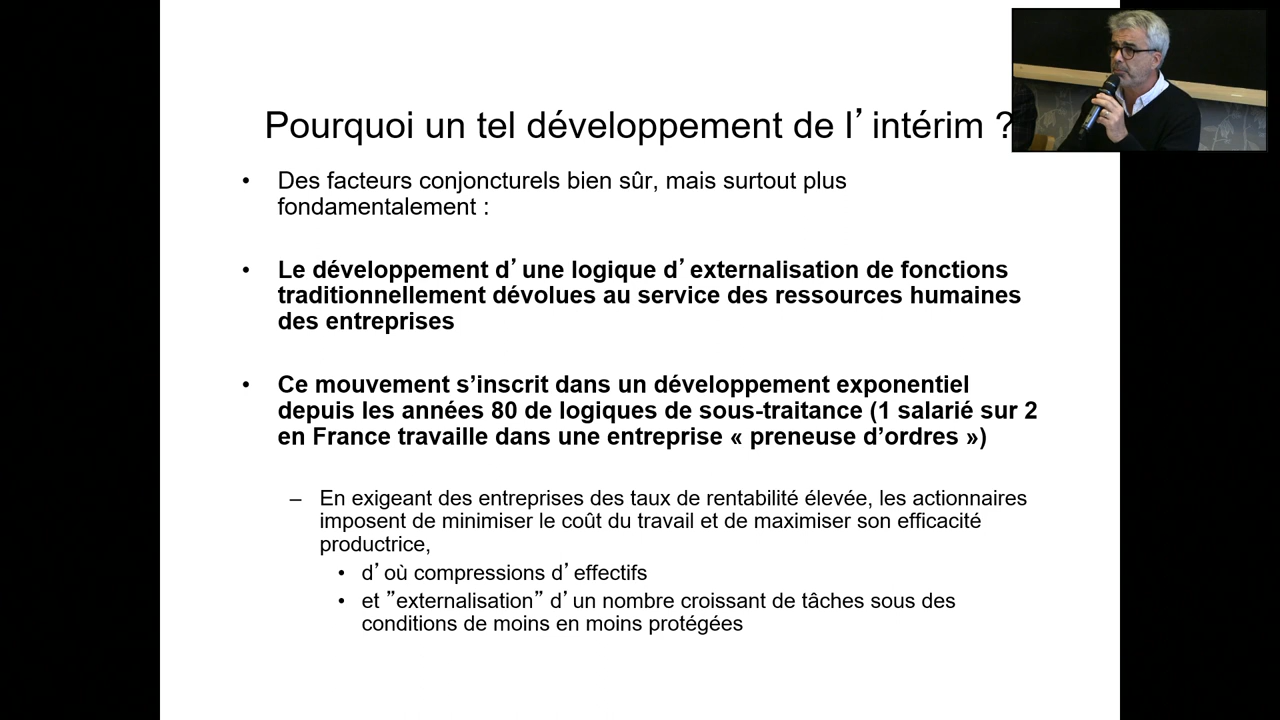 Pourquoi un tel développement de l’intérim ?
• Des facteurs conjoncturels bien sûr, mais surtout plus
fondamentalement :
• Le développement d’une logique d’externalisation de fonctions
traditionnellement dévolues au service des ressources humaines
des entreprises
• Ce mouvement s’inscrit dans un développement exponentiel
depuis les années 80 de logiques de sous-traitance (1 salarié sur 2
en France travaille dans une entreprise « preneuse d’ordres »)
– En exigeant des entreprises des taux de rentabilité élevée, les actionnaires
imposent de minimiser le coût du travail et de maximiser son efficacité
productrice,
• d’où compressions d’effectifs
• et ”externalisation” d’un nombre croissant de tâches sous des
conditions de moins en moins protégées